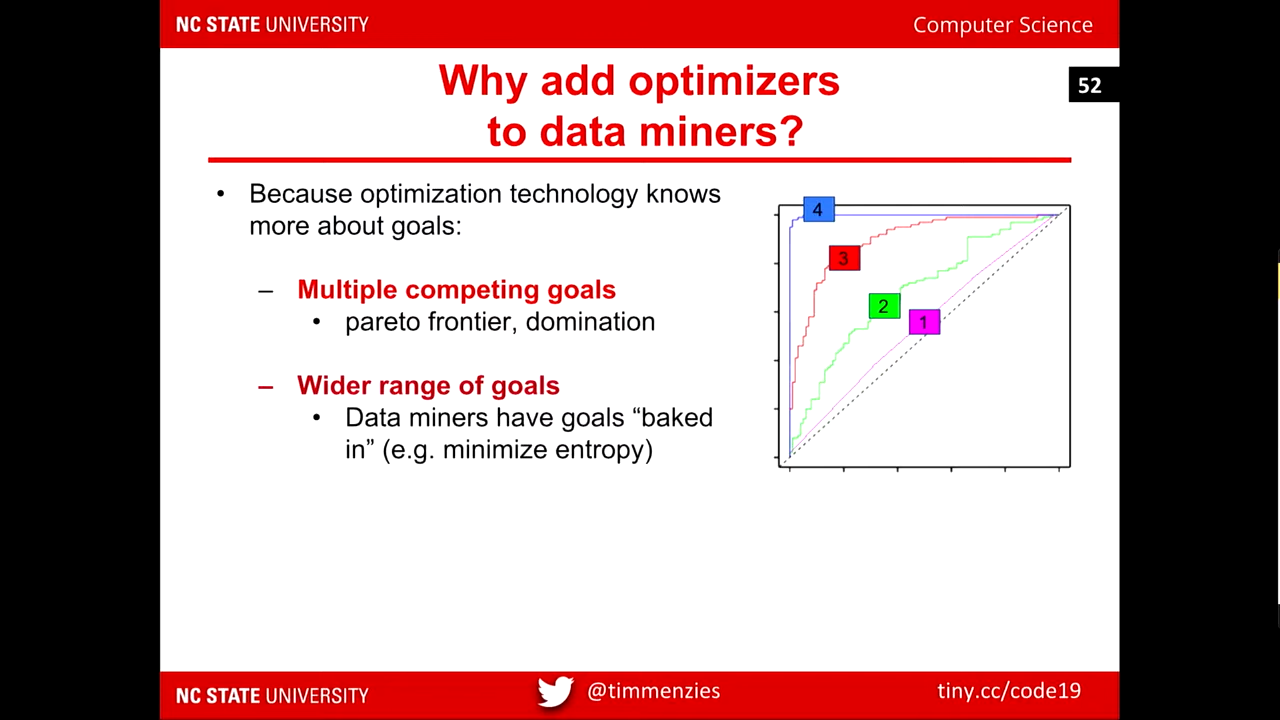 NC STATE UNIVERSITY
Computer Science
Why add optimizers
to data miners?
52
• Because optimization technology knows
more about goals:
– Multiple competing goals
• pareto frontier, domination
– Wider range of goals
• Data miners have goals “baked
in” (e.g. minimize entropy)
4
3
2
1
NC STATE UNIVERSITY
@timmenzies
tiny.cc/code19